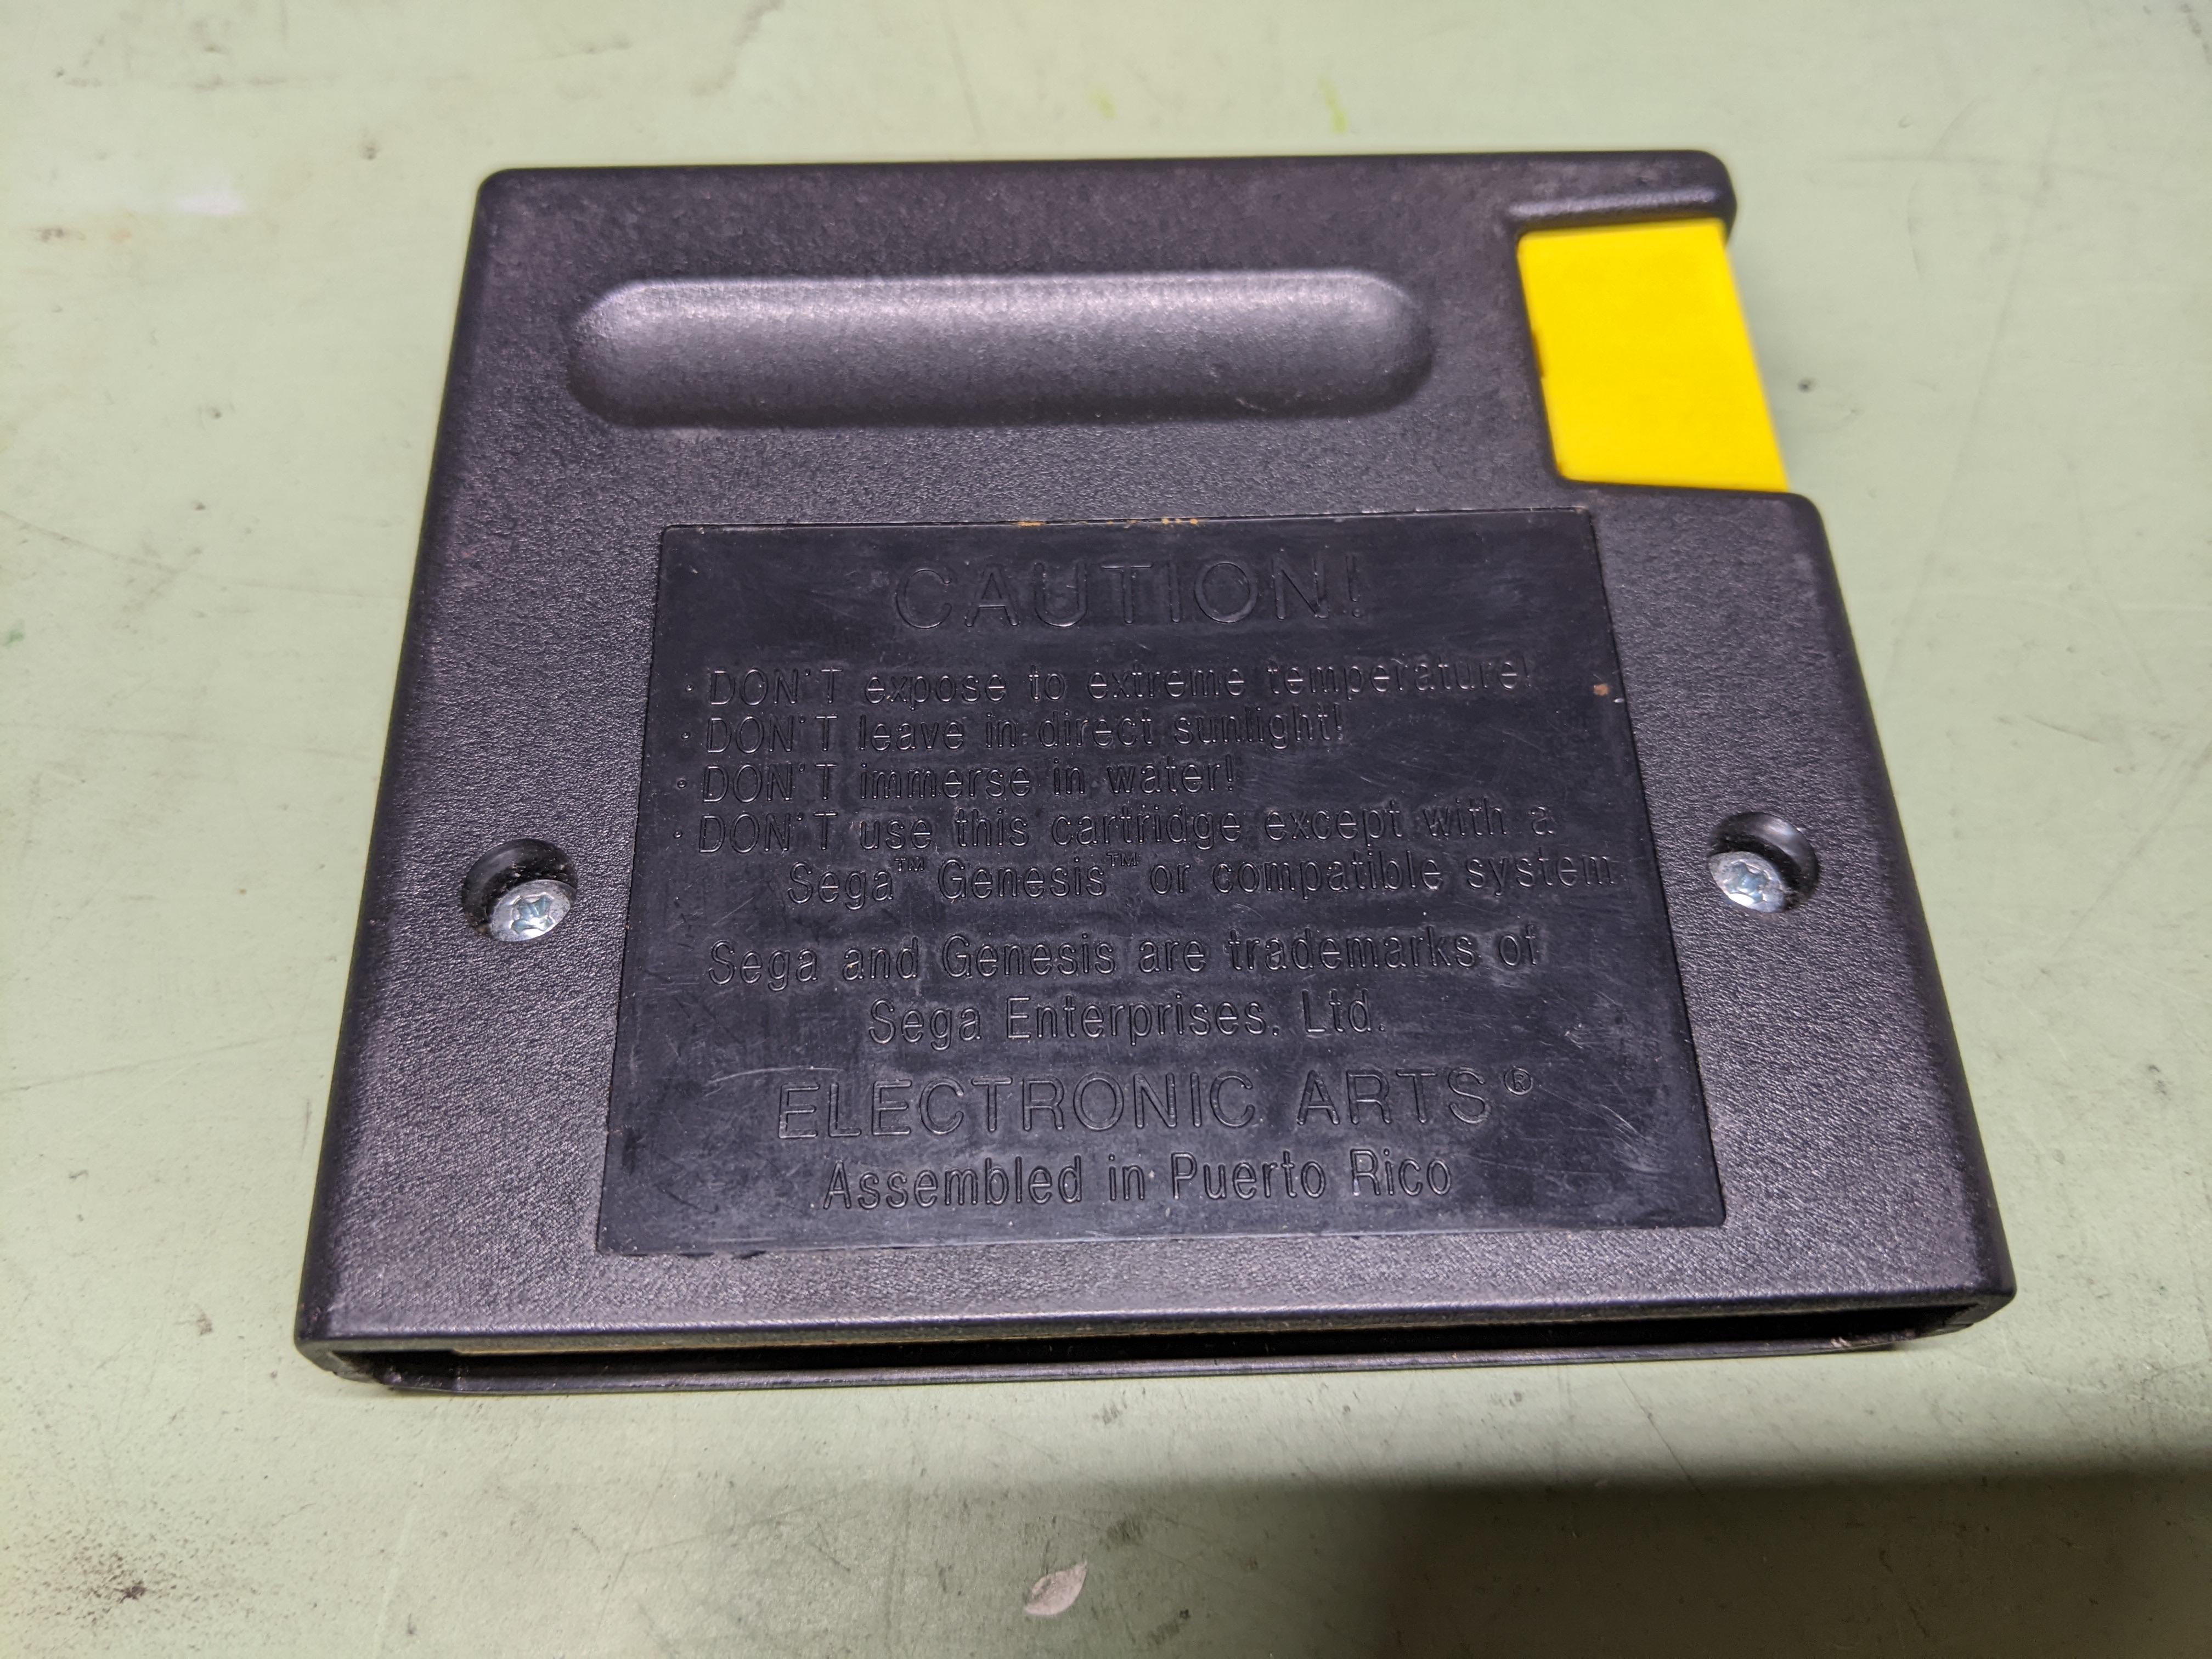 CAUTION!
· DON'T expose to extreme temperature!
· DON'T leave in direct sunlight!
· DON'T immerse in water!
· DON'T use this cartridge except with a
Sega™ Genesis™ or compatible system
Sega and Genesis are trademarks of
Sega Enterprises, Ltd.
ELECTRONIC ARTS®
Assembled in Puerto Rico